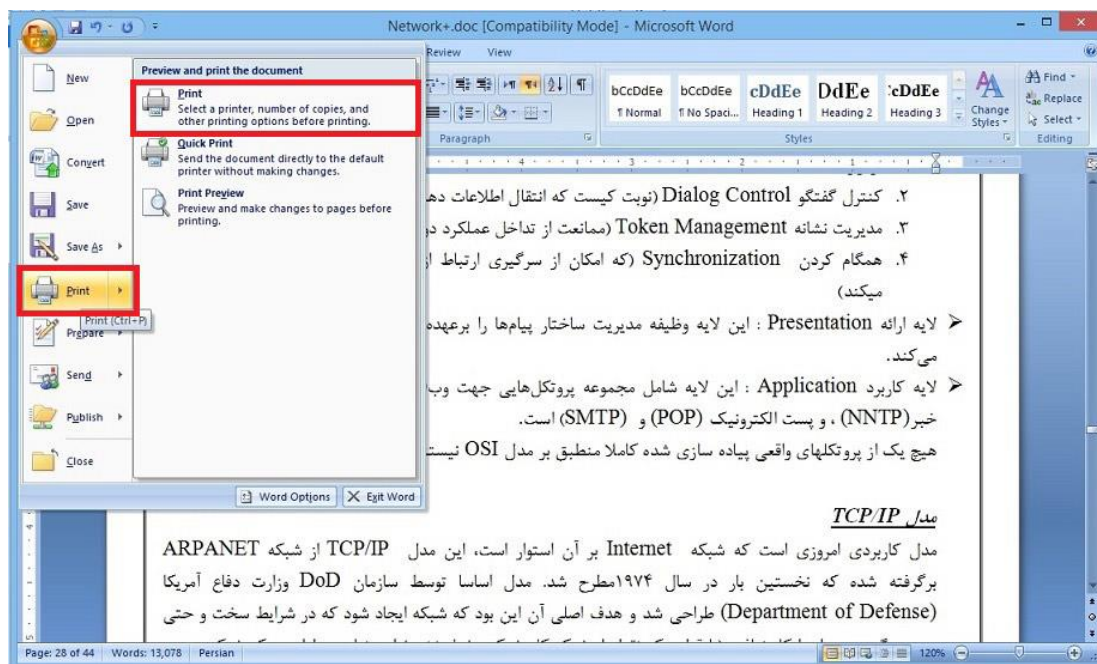 Network+.doc [Compatibility Mode] - Microsoft Word
Review View
New
Open
Convert
Save
Save As
Print
Print (Ctrl+P)
Prepare
Send
Publish
Close
Preview and print the document
Print
Select a printer, number of copies, and
other printing options before printing.
Quick Print
Send the document directly to the default
printer without making changes.
Print Preview
Preview and make changes to pages before
printing.
Word Options
Exit Word
Paragraph
bCcDdEe bCcDdEe cDdEe DdEe :cDdEe
¶ Normal ¶ No Spaci... Heading 1 Heading 2 Heading 3
Change
Styles
Styles
Find
Replace
Select
Editing
۲. کنترل گفتگو Dialog Control (نوبت کیست که انتقال اطلاعات دهد
۳. مدیریت نشانه Token Management (ممانعت از تداخل عملکرد
۴. همگام کردن Synchronization (که امکان از سرگیری ارتباط
میکند)
لایه ارائه Presentation : این لایه وظیفه مدیریت ساختار پیام‌ها را برعهده
می‌کند.
لایه کاربرد Application : این لایه شامل مجموعه پروتکل‌هایی جهت وب
خبر(NNTP) ، و پست الکترونیک (POP) و (SMTP) است.
هیچ یک از پروتکلهای واقعی پیاده سازی شده کاملا منطبق بر مدل OSI نیست
مدل TCP/IP
مدل کاربردی امروزی است که شبکه Internet بر آن استوار است، این مدل TCP/IP از شبکه ARPANET
برگرفته شده که نخستین بار در سال ۱۹۷۴مطرح شد. مدل اساسا توسط سازمان DoD وزارت دفاع آمریکا
(Department of Defense) طراحی شد و هدف اصلی آن این بود که شبکه ایجاد شود که در شرایط سخت و حتی
Page: 28 of 44 Words: 13,078 Persian 120%